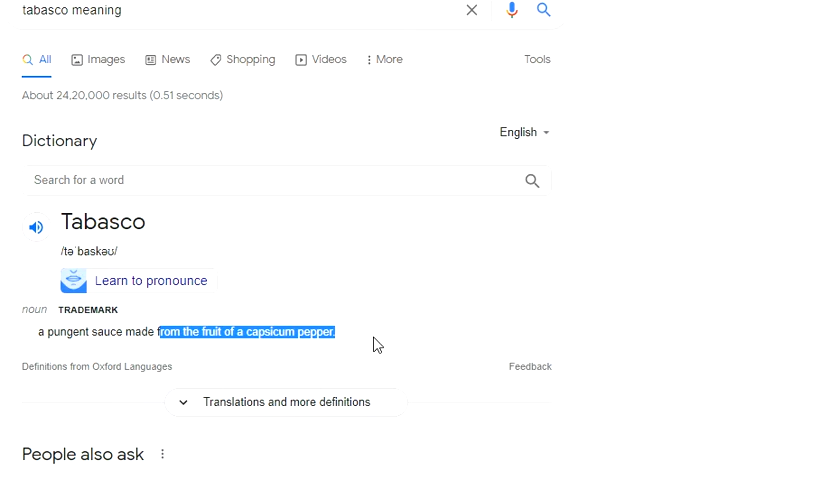 tabasco meaning
All Images News Shopping Videos More Tools
About 24,20,000 results (0.51 seconds)
Dictionary
English
Search for a word
Tabasco
/təˈbaskəʊ/
Learn to pronounce
noun TRADEMARK
a pungent sauce made from the fruit of a capsicum pepper.
Definitions from Oxford Languages Feedback
Translations and more definitions
People also ask